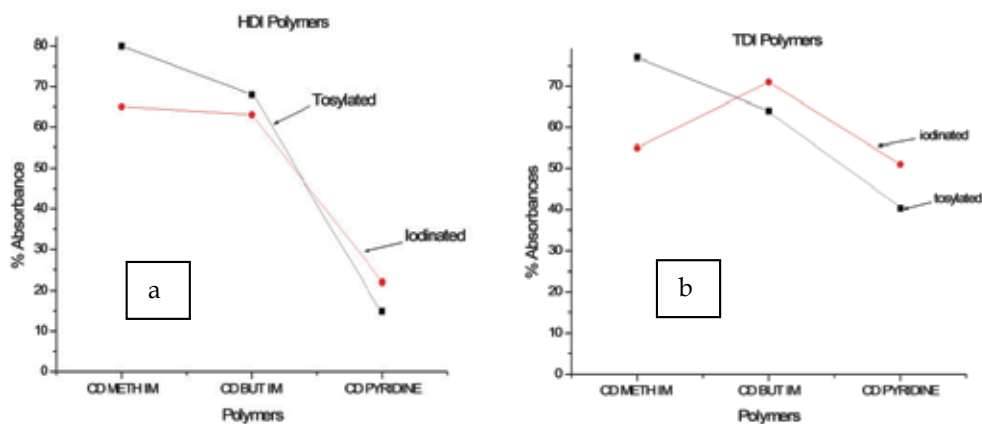 HDI Polymers
80
70
60
50
40
30
20
10
0
% Absorbance
Tosylated
Iodinated
a
CD METH IM
CD BUT IM
CD PYRIDINE
Polymers
TDI Polymers
70
60
50
40
30
20
10
0
% Absorbances
iodinated
tosylated
b
CD METH IM
CD BUT IM
CD PYRIDINE
Polymers